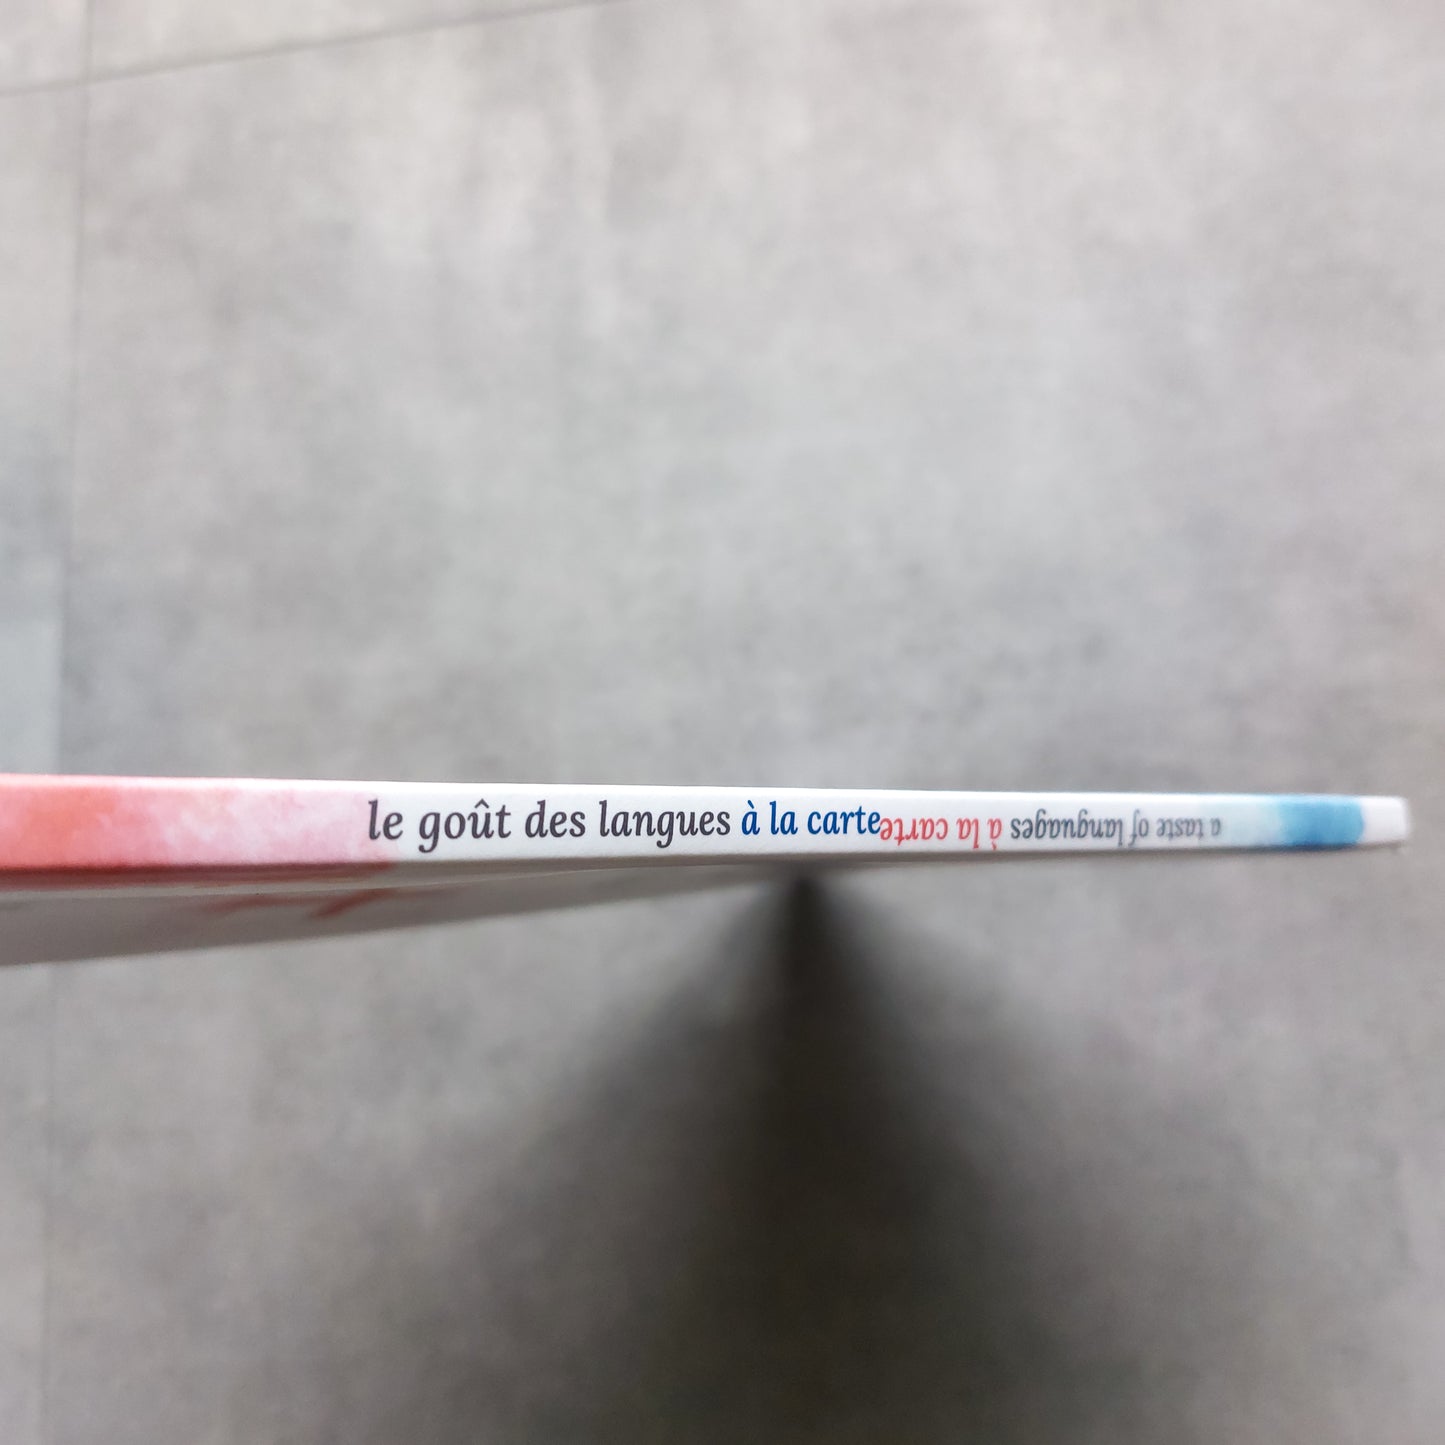 le goût des langues à la carte
a taste of languages à la carte